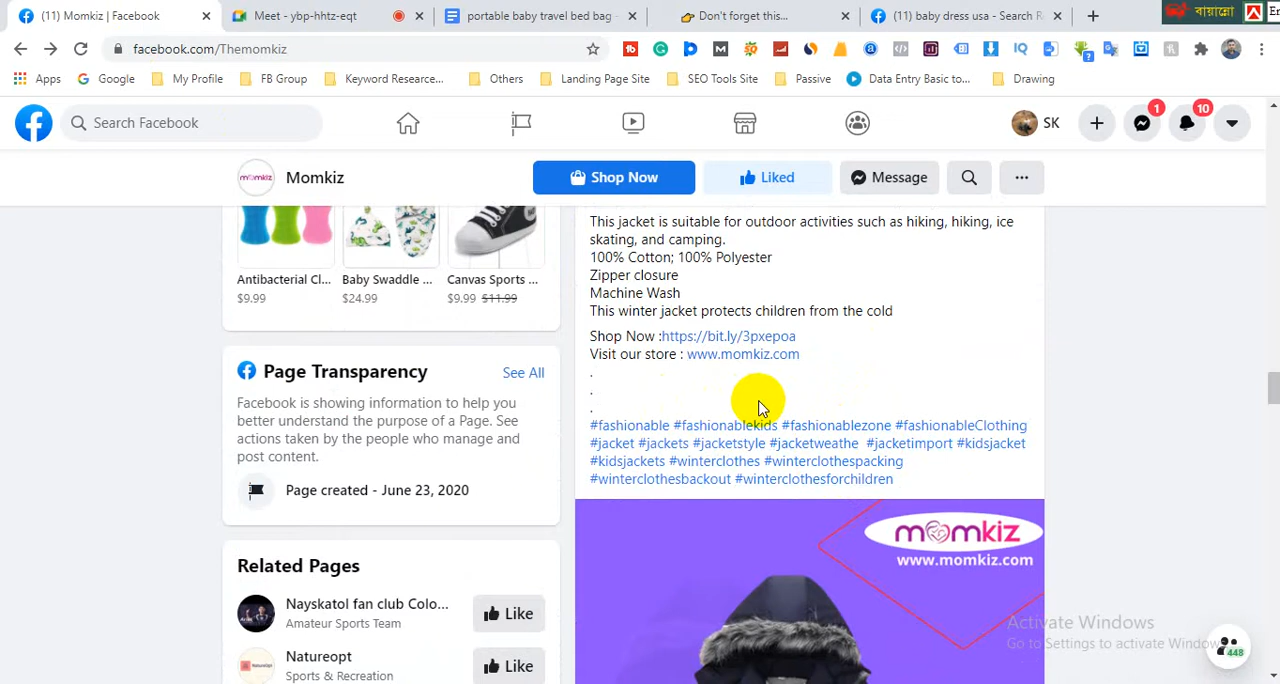 (11) Momkiz | Facebook
Meet - ybp-hhtz-eqt
portable baby travel bed bag -
Don't forget this...
(11) baby dress usa - Search R
বায়ান্নো
facebook.com/Themomkiz
Apps
Google
My Profile
FB Group
Keyword Researce...
Others
Landing Page Site
SEO Tools Site
Passive
Data Entry Basic to...
Drawing
Search Facebook
SK
1
10
momkiz
Momkiz
Shop Now
Liked
Message
This jacket is suitable for outdoor activities such as hiking, hiking, ice
skating, and camping.
100% Cotton; 100% Polyester
Zipper closure
Machine Wash
This winter jacket protects children from the cold
Shop Now :https://bit.ly/3pxepoa
Visit our store : www.momkiz.com
.
.
.
#fashionable #fashionablekids #fashionablezone #fashionableClothing
#jacket #jackets #jacketstyle #jacketweathe #jacketimport #kidsjacket
#kidsjackets #winterclothes #winterclothespacking
#winterclothesbackout #winterclothesforchildren
Antibacterial Cl...
Baby Swaddle ...
Canvas Sports ...
$9.99
$24.99
$9.99 $11.99
Page Transparency
See All
Facebook is showing information to help you
better understand the purpose of a Page. See
actions taken by the people who manage and
post content.
Page created - June 23, 2020
Related Pages
Nayskatol fan club Colo...
Amateur Sports Team
Like
Natureopt
Sports & Recreation
Like
momkiz
www.momkiz.com
Activate Windows
Go to Settings to activate Window
448